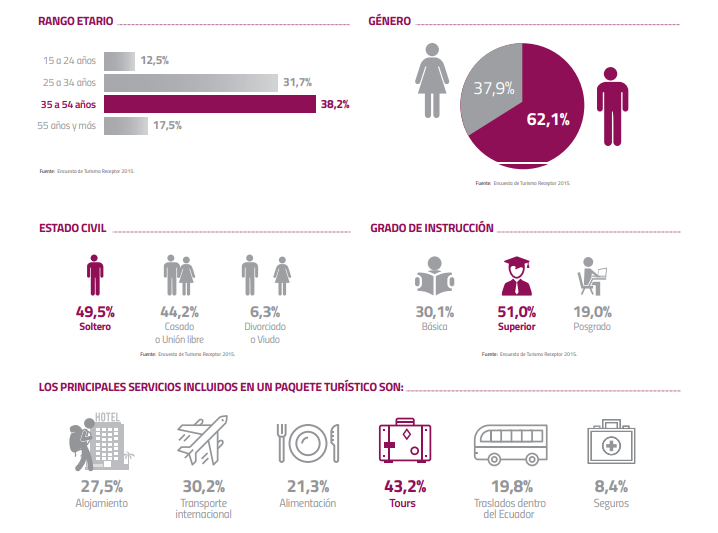 RANGO ETARIO
15 a 24 años 12,5%
25 a 34 años 31,7%
35 a 54 años 38,2%
55 años y más 17,5%
Fuente: Encuesta de Turismo Receptor 2015.
GÉNERO
37,9%
62,1%
Fuente: Encuesta de Turismo Receptor 2015.
ESTADO CIVIL
49,5% 44,2% 6,3%
Soltero Casado Divorciado
o Unión libre o Viudo
Fuente: Encuesta de Turismo Receptor 2015.
GRADO DE INSTRUCCIÓN
30,1% 51,0% 19,0%
Básica Superior Posgrado
Fuente: Encuesta de Turismo Receptor 2015.
LOS PRINCIPALES SERVICIOS INCLUIDOS EN UN PAQUETE TURÍSTICO SON:
HOTEL
27,5% 30,2% 21,3% 43,2% 19,8% 8,4%
Alojamiento Transporte Alimentación Tours Traslados dentro Seguros
internacional del Ecuador